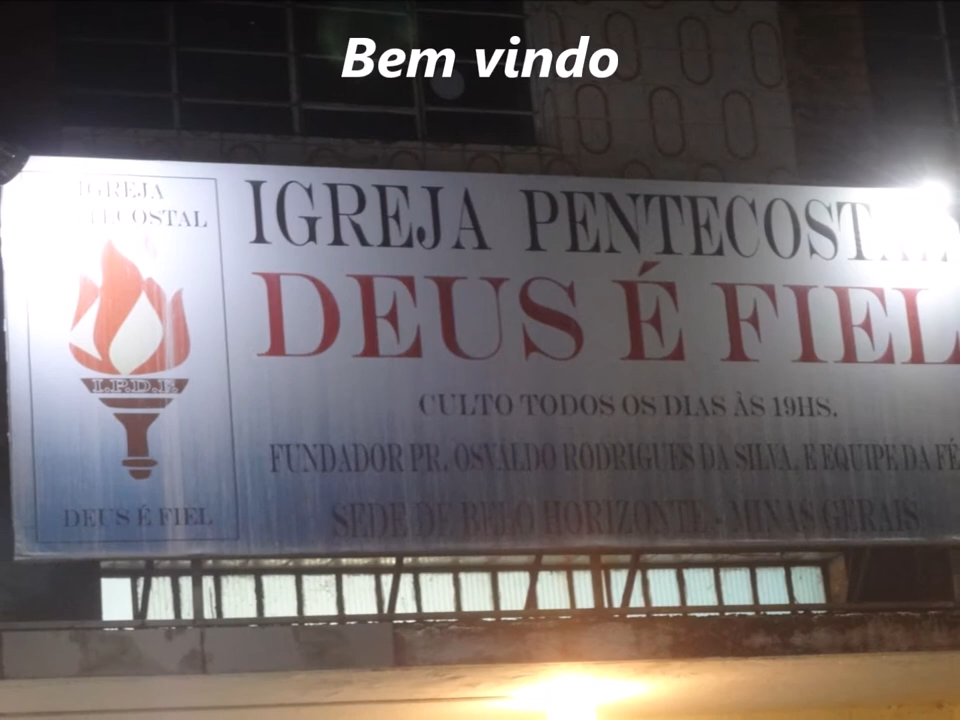 Bem vindo
IGREJA
IGREJA PENTECOSTAL
DEUS É FIEL
CULTO TODOS OS DIAS ÀS 19HS.
FUNDADOR PR. OSVALDO RODRIGUES DA SILVA. E EQUIPE DA FÉ
SEDE DE BELO HORIZONTE - MINAS GERAIS
I.P.D.F.
DEUS É FIEL